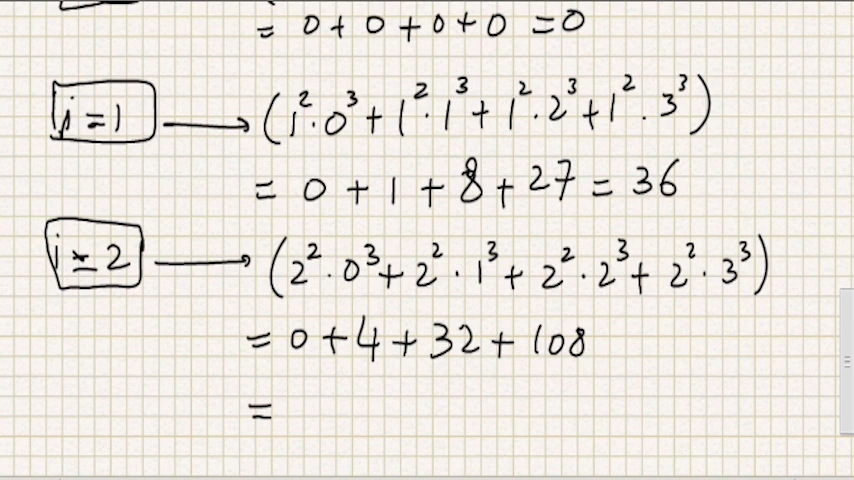 = 0 + 0 + 0 + 0 = 0
i = 1 → (1² · 0³ + 1² · 1³ + 1² · 2³ + 1² · 3³)
= 0 + 1 + 8 + 27 = 36
i = 2 → (2² · 0³ + 2² · 1³ + 2² · 2³ + 2² · 3³)
= 0 + 4 + 32 + 108
=